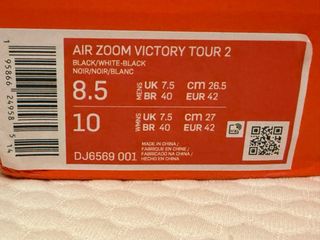 AIR ZOOM VICTORY TOUR 2
BLACK/WHITE-BLACK
NOIR/NOIR/BLANC
8.5 MENS UK 7.5 CM 26.5
BR 40 EUR 42
10 WMNS UK 7.5 CM 27
BR 40 EUR 42
DJ6569 001
MADE IN CHINA /
FABRIQUE EN CHINE /
FABRICADO NA CHINA /
HECHO EN CHINA